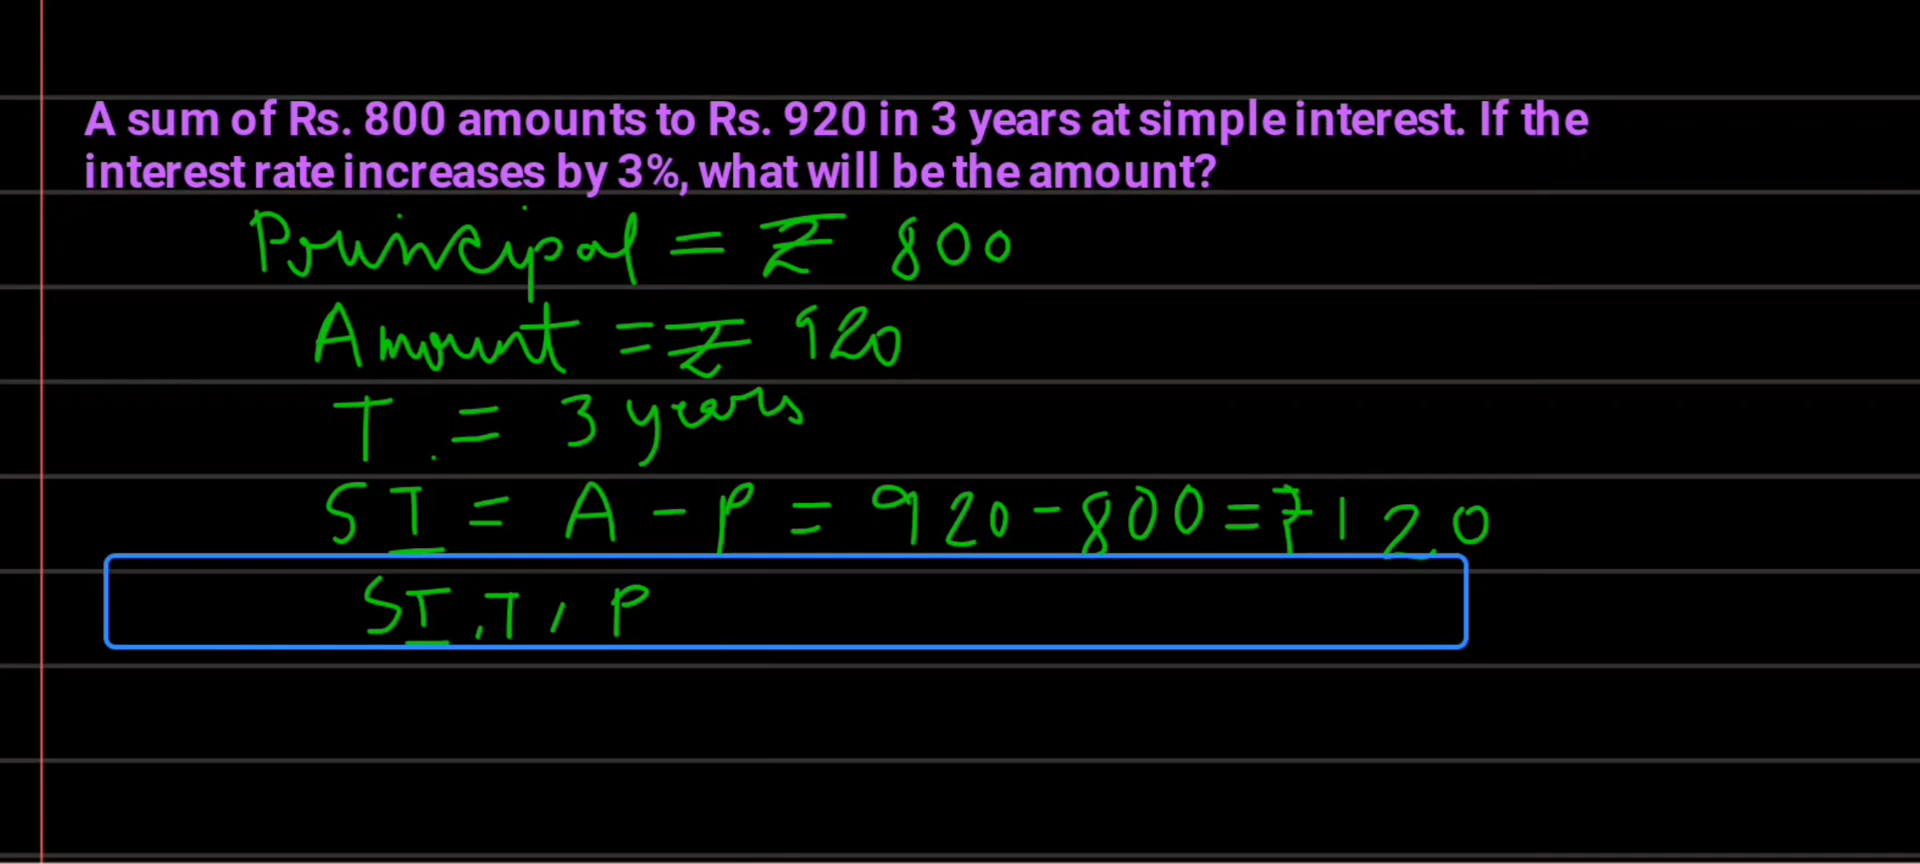 A sum of Rs. 800 amounts to Rs. 920 in 3 years at simple interest. If the
interest rate increases by 3%, what will be the amount?
Principal = ₹ 800
Amount = ₹ 920
T = 3 years
SI = A - P = 920 - 800 = ₹ 120
SI, T, P